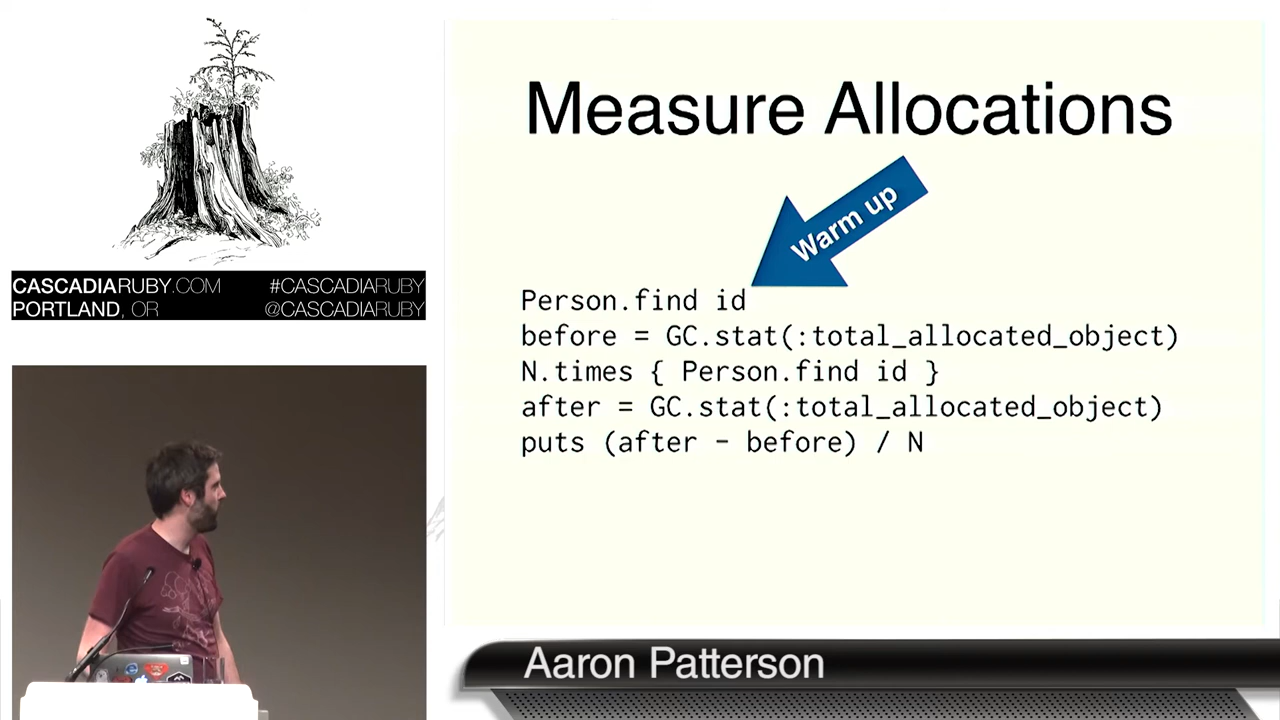 Measure Allocations
Warm up
CASCADIARUBY.COM #CASCADIARUBY
PORTLAND, OR @CASCADIARUBY
Person.find id
before = GC.stat(:total_allocated_object)
N.times { Person.find id }
after = GC.stat(:total_allocated_object)
puts (after - before) / N
Aaron Patterson